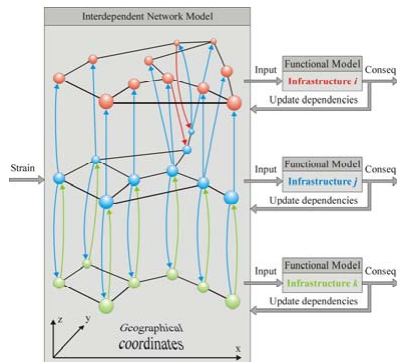 Interdependent Network Model
Functional Model
Input
Infrastructure i
Conseq
Update dependencies
Strain
Functional Model
Input
Infrastructure j
Conseq
Update dependencies
Functional Model
Input
Infrastructure k
Conseq
Update dependencies
z
y
Geographical
coordinates
x